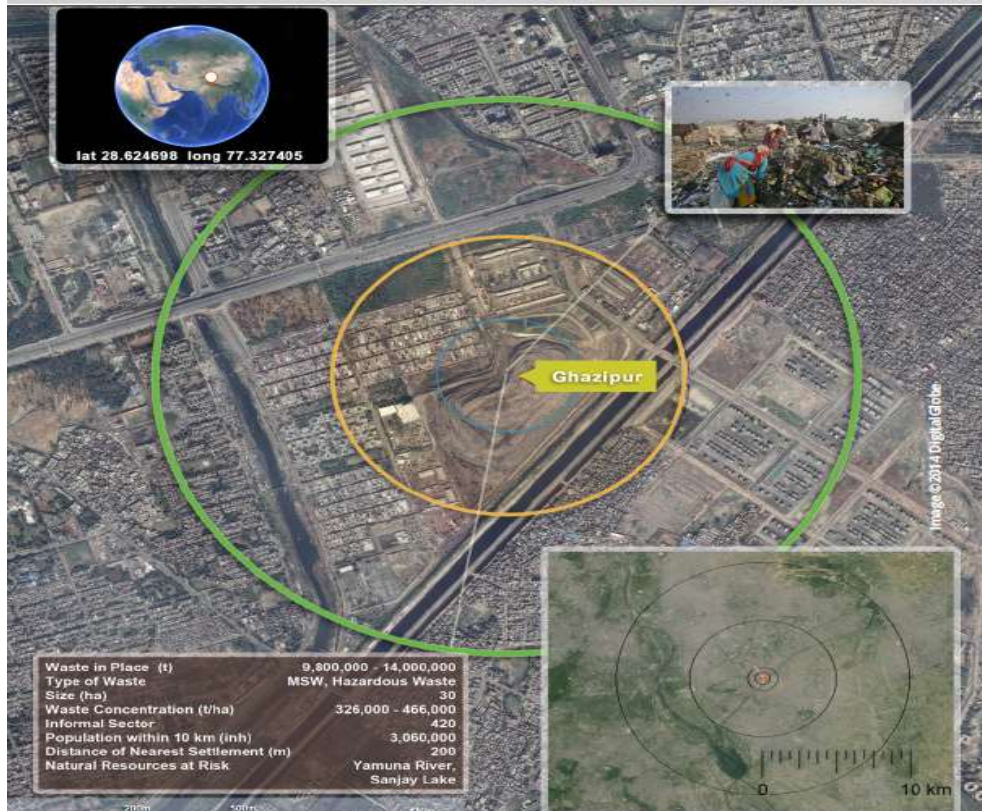 lat 28.624698 long 77.327405
Ghazipur
Image © 2014 DigitalGlobe
Waste in Place (t) 9,800,000 - 14,000,000
Type of Waste MSW, Hazardous Waste
Size (ha) 30
Waste Concentration (t/ha) 326,000 - 466,000
Informal Sector 420
Population within 10 km (inh) 3,060,000
Distance of Nearest Settlement (m) 200
Natural Resources at Risk Yamuna River,
Sanjay Lake
0 10 km
200m 500m